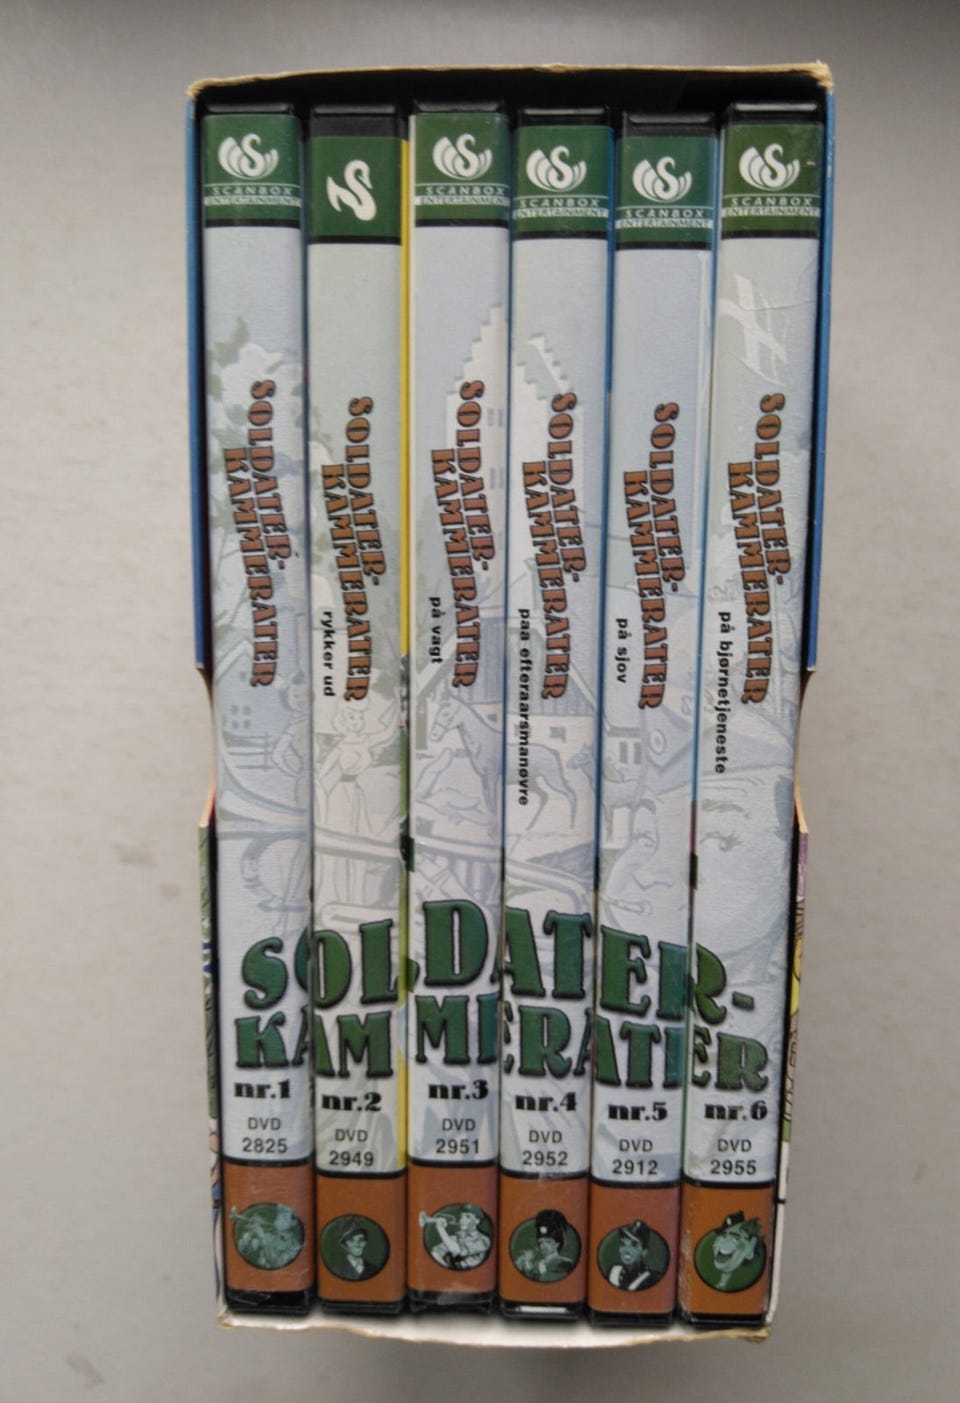 SCANBOX
ENTERTAINMENT
SOLDATER-
KAMMERATER
nr.1
DVD
2825
SOLDATER-
KAMMERATER
rykker ud
nr.2
DVD
2949
SCANBOX
ENTERTAINMENT
SOLDATER-
KAMMERATER
på vagt
nr.3
DVD
2951
SCANBOX
ENTERTAINMENT
SOLDATER-
KAMMERATER
paa efteraarsmanøvre
nr.4
DVD
2952
SCANBOX
ENTERTAINMENT
SOLDATER-
KAMMERATER
på sjov
nr.5
DVD
2912
SCANBOX
ENTERTAINMENT
SOLDATER-
KAMMERATER
på bjørnetjeneste
nr.6
DVD
2955
SOLDATER-
KAMMERATER